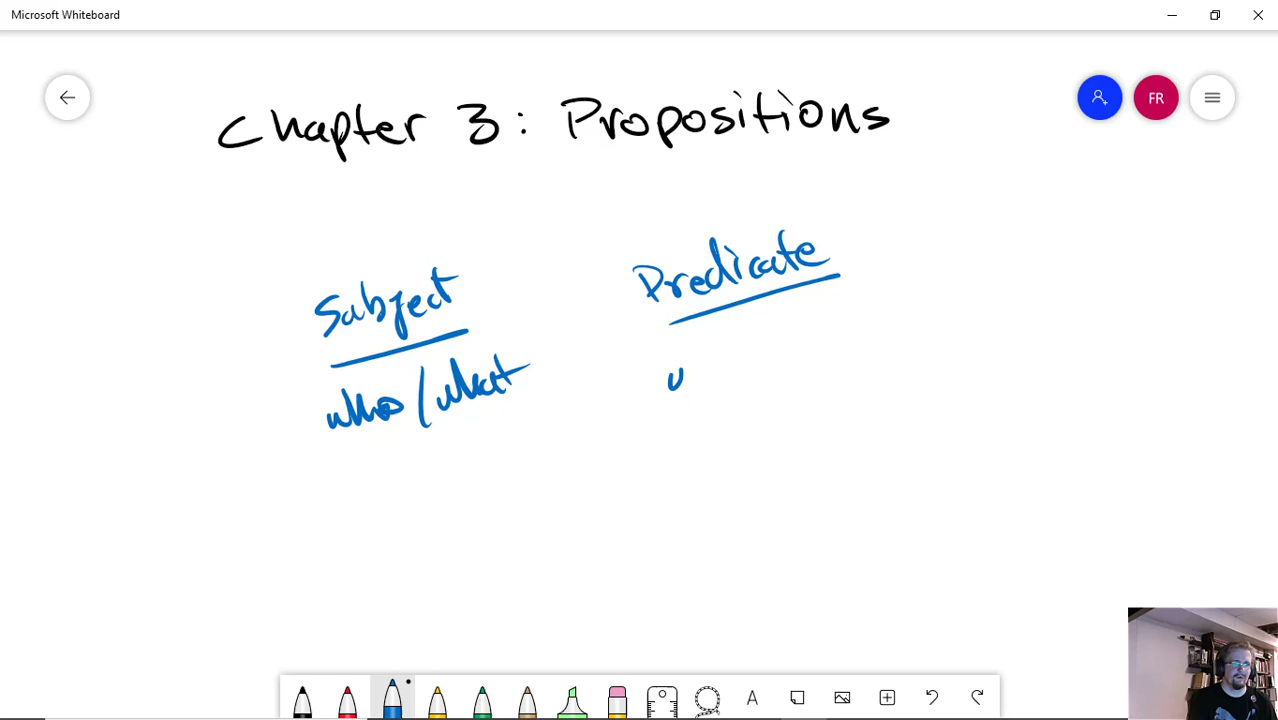 Microsoft Whiteboard
FR
Chapter 3: Propositions
Subject
Predicate
who/what
A